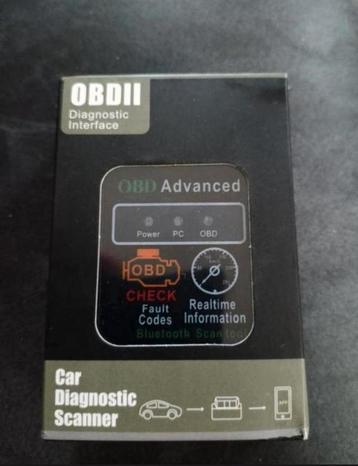 OBDII
Diagnostic
Interface
OBD Advanced
Power PC OBD
OBD
CHECK
Fault
Codes
Realtime
Information
Bluetooth Scan tool
Car
Diagnostic
Scanner
APP